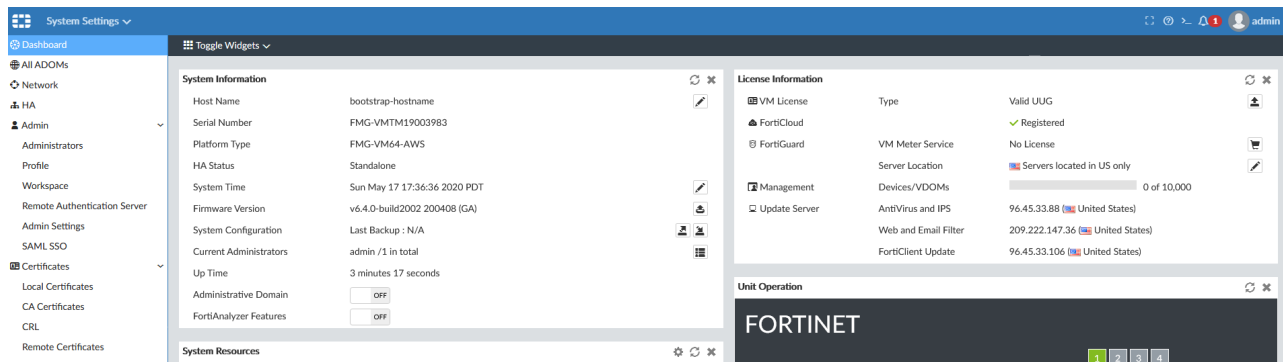 System Settings
1 admin
Dashboard
Toggle Widgets
All ADOMs
Network
HA
Admin
Administrators
Profile
Workspace
Remote Authentication Server
Admin Settings
SAML SSO
Certificates
Local Certificates
CA Certificates
CRL
Remote Certificates
System Information
Host Name bootstrap-hostname
Serial Number FMG-VMTM19003983
Platform Type FMG-VM64-AWS
HA Status Standalone
System Time Sun May 17 17:36:36 2020 PDT
Firmware Version v6.4.0-build2002 200408 (GA)
System Configuration Last Backup : N/A
Current Administrators admin /1 in total
Up Time 3 minutes 17 seconds
Administrative Domain OFF
FortiAnalyzer Features OFF
System Resources
License Information
VM License Type Valid UUG
FortiCloud Registered
FortiGuard VM Meter Service No License
Server Location Servers located in US only
Management Devices/VDOMs 0 of 10,000
Update Server AntiVirus and IPS 96.45.33.88 (United States)
Web and Email Filter 209.222.147.36 (United States)
FortiClient Update 96.45.33.106 (United States)
Unit Operation
FORTINET
1 2 3 4